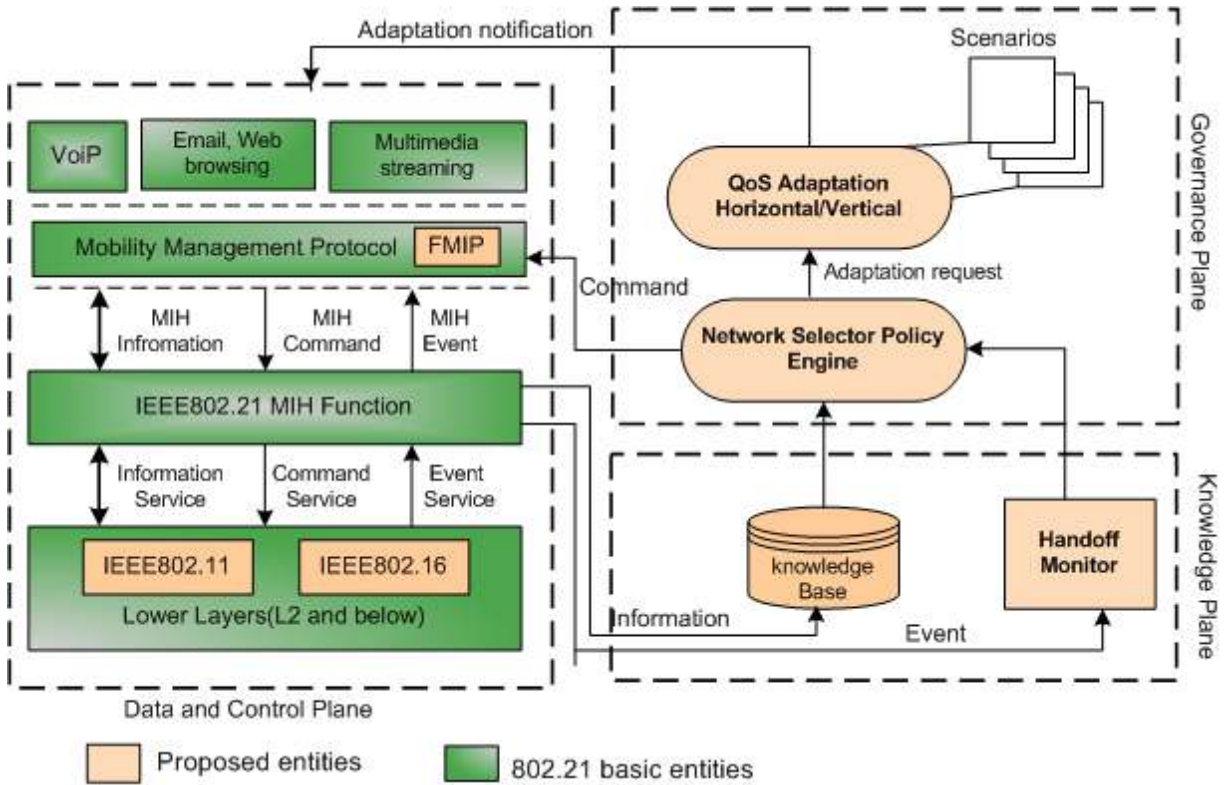 Adaptation notification
Scenarios
VoiP
Email, Web
browsing
Multimedia
streaming
QoS Adaptation
Horizontal/Vertical
Governance Plane
Mobility Management Protocol
FMIP
Adaptation request
Command
MIH
Infromation
MIH
Command
MIH
Event
Network Selector Policy
Engine
IEEE802.21 MIH Function
Information
Service
Command
Service
Event
Service
IEEE802.11
IEEE802.16
Lower Layers(L2 and below)
knowledge
Base
Handoff
Monitor
Knowledge Plane
Information
Event
Data and Control Plane
Proposed entities
802.21 basic entities